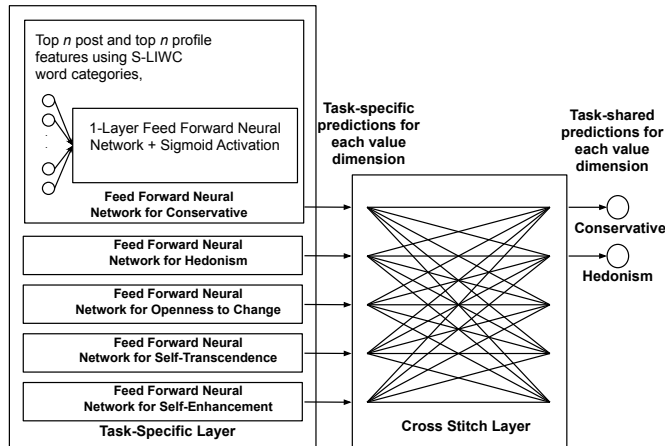 Top n post and top n profile
features using S-LIWC
word categories,
1-Layer Feed Forward Neural
Network + Sigmoid Activation
Feed Forward Neural
Network for Conservative
Feed Forward Neural
Network for Hedonism
Feed Forward Neural
Network for Openness to Change
Feed Forward Neural
Network for Self-Transcendence
Feed Forward Neural
Network for Self-Enhancement
Task-Specific Layer
Task-specific
predictions for
each value
dimension
Cross Stitch Layer
Task-shared
predictions for
each value
dimension
Conservative
Hedonism